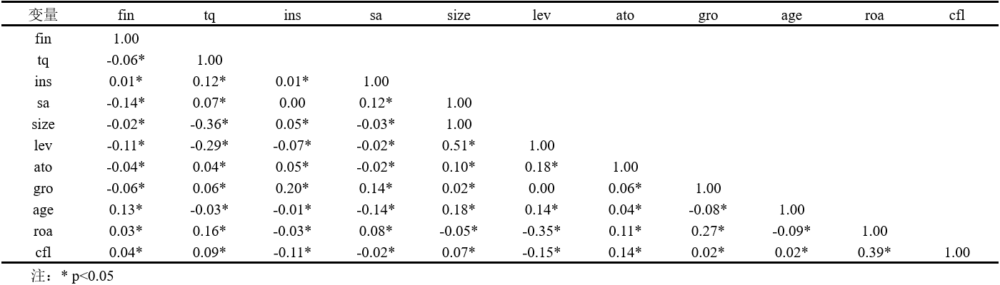 变量 fin tq ins sa size lev ato gro age roa cfl
fin 1.00
tq -0.06* 1.00
ins 0.01* 0.12* 0.01* 1.00
sa -0.14* 0.07* 0.00 0.12* 1.00
size -0.02* -0.36* 0.05* -0.03* 1.00
lev -0.11* -0.29* -0.07* -0.02* 0.51* 1.00
ato -0.04* 0.04* 0.05* -0.02* 0.10* 0.18* 1.00
gro -0.06* 0.06* 0.20* 0.14* 0.02* 0.00 0.06* 1.00
age 0.13* -0.03* -0.01* -0.14* 0.18* 0.14* 0.04* -0.08* 1.00
roa 0.03* 0.16* -0.03* 0.08* -0.05* -0.35* 0.11* 0.27* -0.09* 1.00
cfl 0.04* 0.09* -0.11* -0.02* 0.07* -0.15* 0.14* 0.02* 0.02* 0.39* 1.00
注：* p<0.05